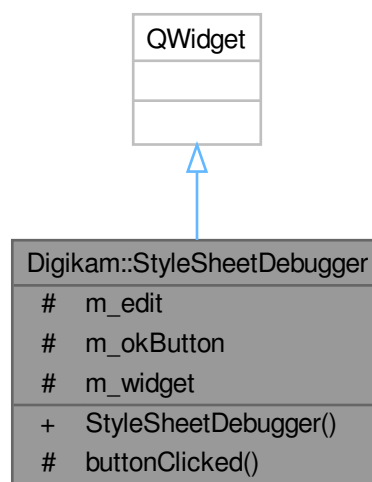 QWidget
Digikam::StyleSheetDebugger
# m_edit
# m_okButton
# m_widget
+ StyleSheetDebugger()
# buttonClicked()